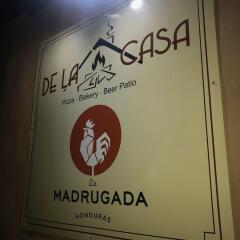 DE LA CASA
Pizza · Bakery · Beer Patio
La
MADRUGADA
HONDURAS